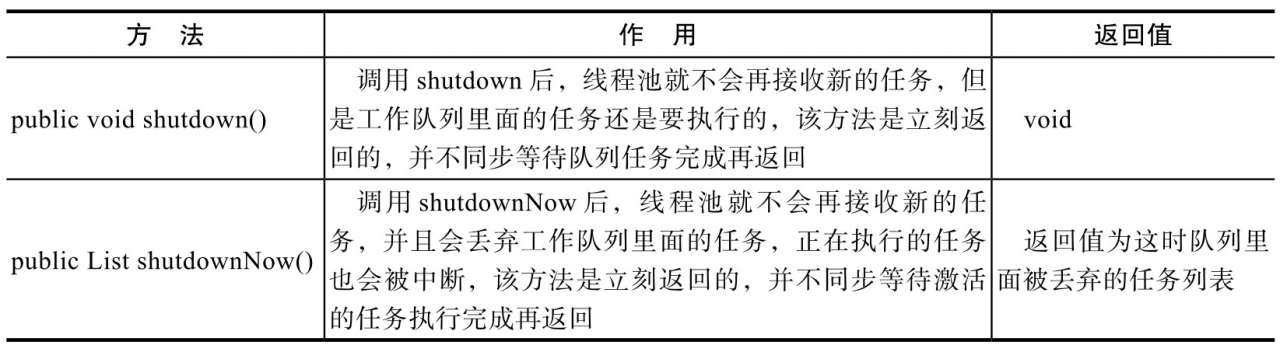 方 法 作 用 返回值
public void shutdown()
调用 shutdown 后，线程池就不会再接收新的任务，但
是工作队列里面的任务还是要执行的，该方法是立刻返
回的，并不同步等待队列任务完成再返回
void
public List shutdownNow()
调用 shutdownNow 后，线程池就不会再接收新的任
务，并且会丢弃工作队列里面的任务，正在执行的任务
也会被中断，该方法是立刻返回的，并不同步等待激活
的任务执行完成再返回
返回值为这时队列里
面被丢弃的任务列表